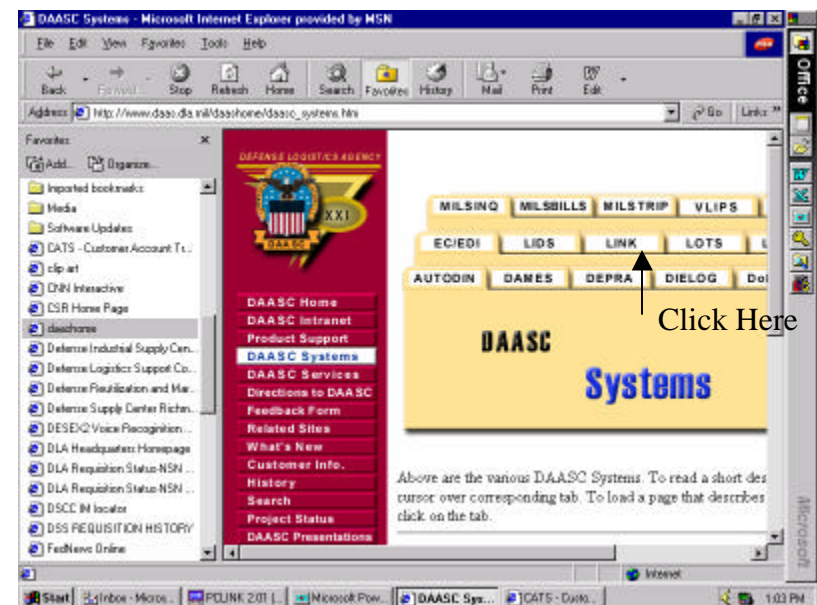 DAASC Systems - Microsoft Internet Explorer provided by MSN
File Edit View Favorites Tools Help
Back Forward Stop Refresh Home Search Favorites History Mail Print Edit
Address http://www.daas.dla.mil/daashome/daasc_systems.htm Go Links »
Favorites
Add... Organize...
Imported bookmarks
Media
Software Updates
CATS - Customer Account Tr...
clip art
CNN Interactive
CSR Home Page
daashome
Defense Industrial Supply Cen...
Defense Logistics Support Co...
Defense Reutilization and Mar...
Defense Supply Center Richm...
DESEX2 Voice Recoginition...
DLA Headquarters Homepage
DLA Requisition Status-NSN ...
DLA Requisition Status-NSN ...
DSCC IM locator
DSS REQUISITION HISTORY
FedNews Online
DEFENSE LOGISTICS AGENCY
XXI
DAASC
DAASC Home
DAASC Intranet
Product Support
DAASC Systems
DAASC Services
Directions to DAASC
Feedback Form
Related Sites
What's New
Customer Info.
History
Search
Project Status
DAASC Presentations
MILSINQ MILSBILLS MILSTRIP VLIPS
EC/EDI LIDS LINK LOTS L
AUTODIN DAMES DEPRA DIELOG DoI
Click Here
DAASC
Systems
Above are the various DAASC Systems. To read a short des
cursor over corresponding tab. To load a page that describes
click on the tab.
Internet
Office
Microsoft
Start Inbox - Micros... PCLINK 2.01 [... Microsoft Pow... DAASC Sys... CATS - Custo... 1:03 PM